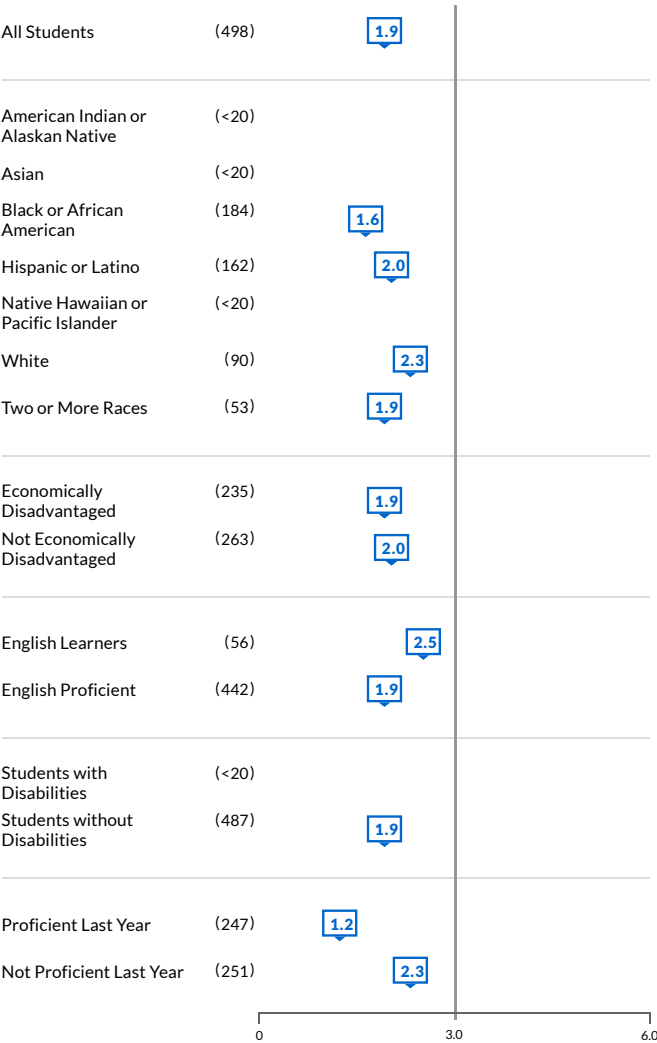 All Students (498) 1.9
American Indian or (<20)
Alaskan Native
Asian (<20)
Black or African (184) 1.6
American
Hispanic or Latino (162) 2.0
Native Hawaiian or (<20)
Pacific Islander
White (90) 2.3
Two or More Races (53) 1.9
Economically (235) 1.9
Disadvantaged
Not Economically (263) 2.0
Disadvantaged
English Learners (56) 2.5
English Proficient (442) 1.9
Students with (<20)
Disabilities
Students without (487) 1.9
Disabilities
Proficient Last Year (247) 1.2
Not Proficient Last Year (251) 2.3
0 3.0 6.0